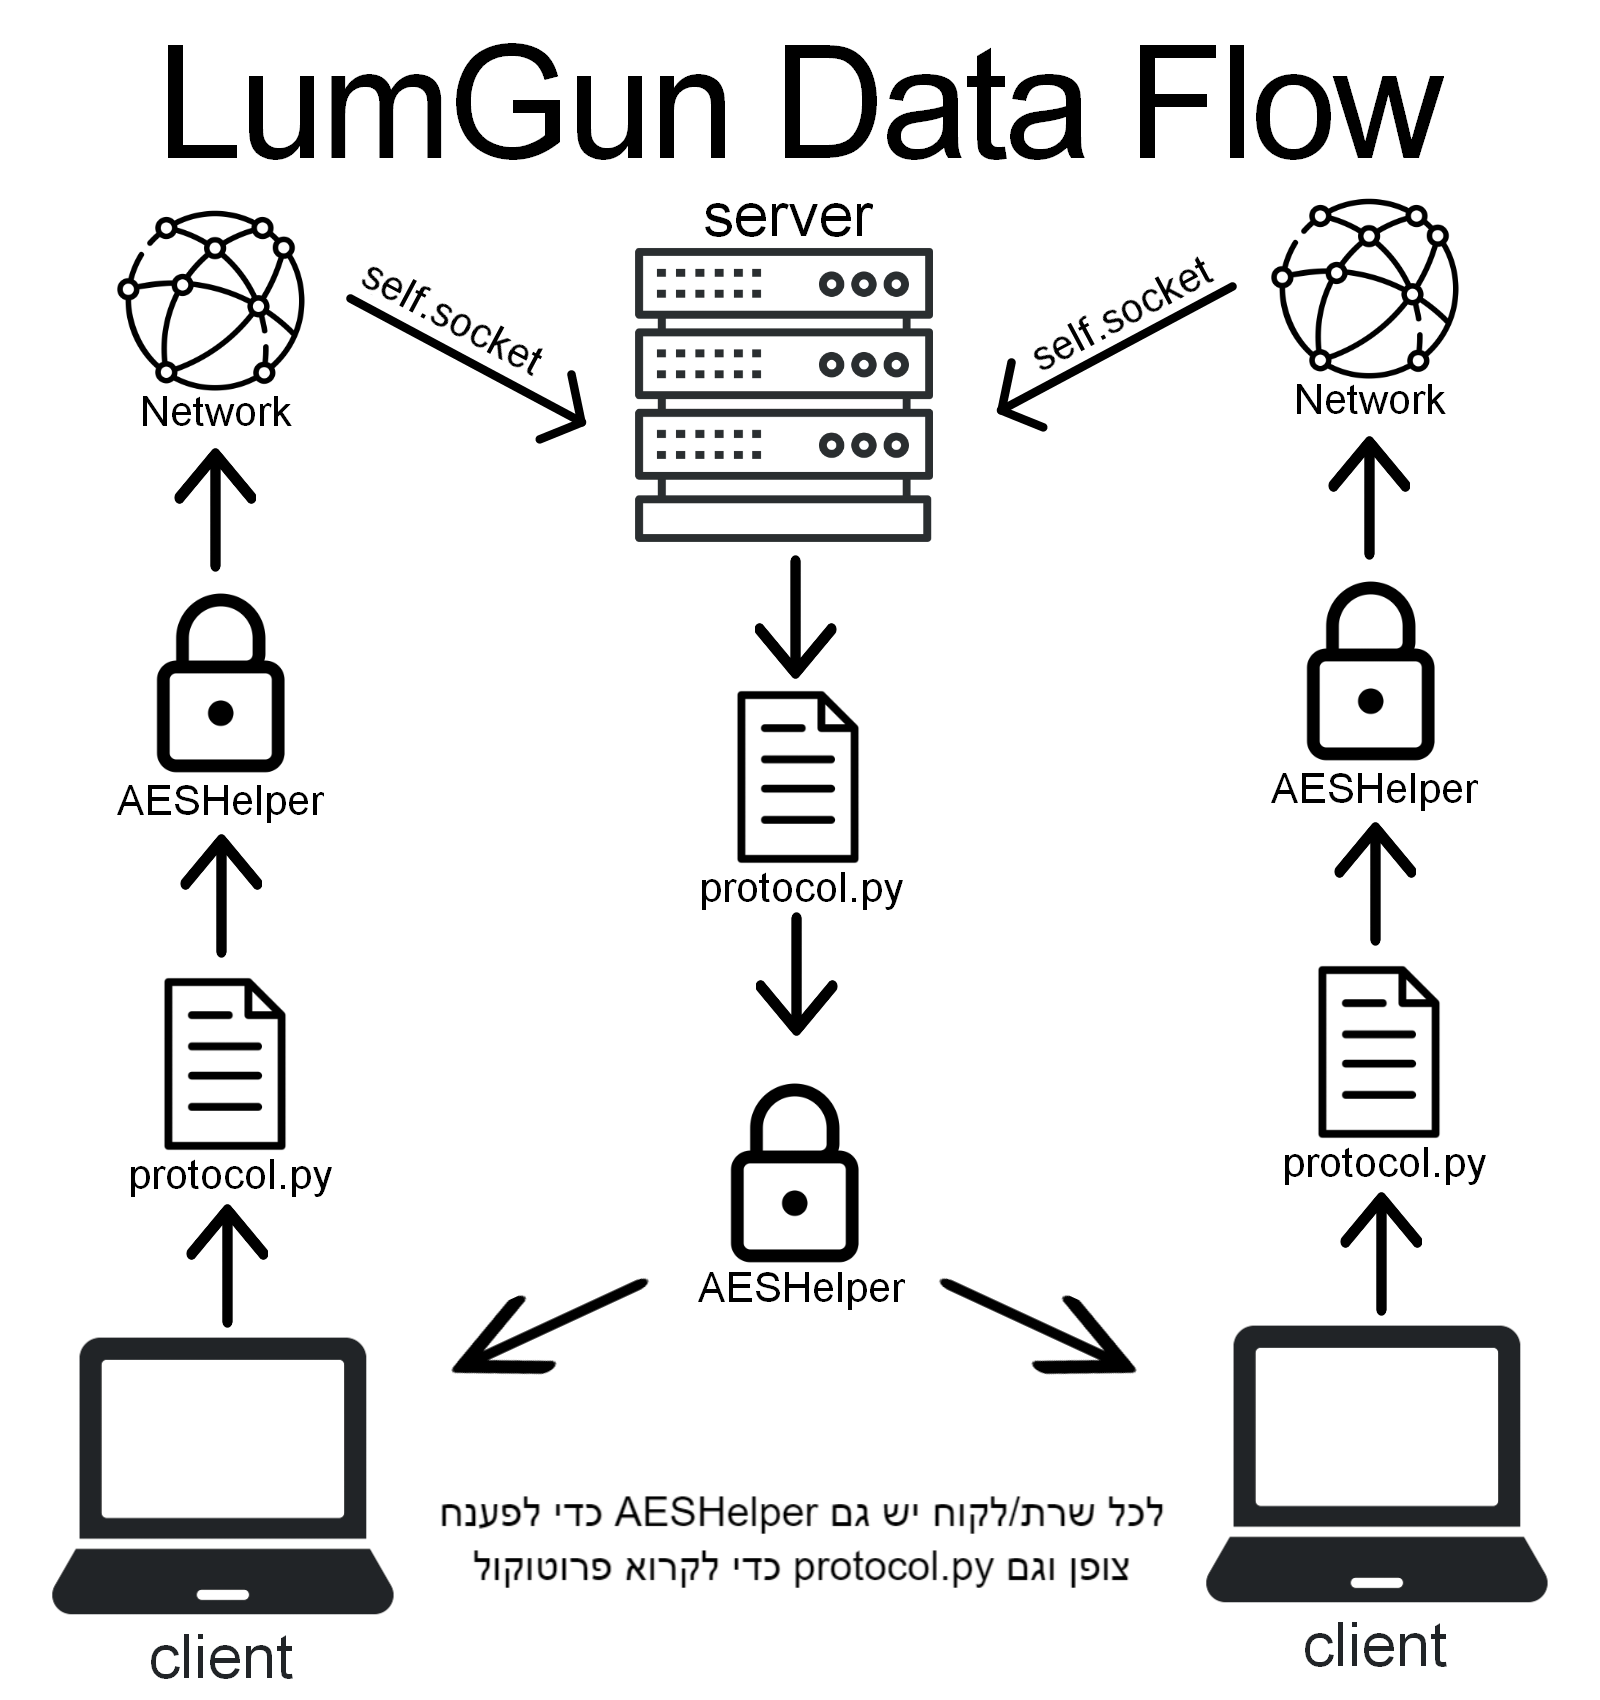 LumGun Data Flow
server
self.socket
self.socket
Network
Network
AESHelper
AESHelper
protocol.py
protocol.py
protocol.py
AESHelper
לכל שרת/לקוח יש גם AESHelper כדי לפענח
צופן וגם protocol.py כדי לקרוא פרוטוקול
client
client